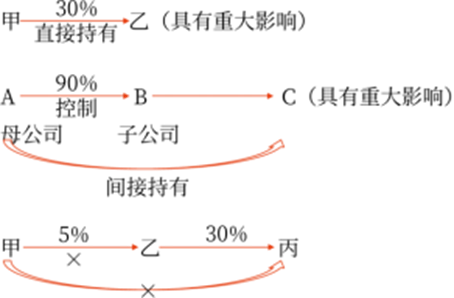 30%
甲 乙（具有重大影响）
直接持有
90%
A B C（具有重大影响）
控制
母公司 子公司
间接持有
5% 30%
甲 乙 丙
×
×